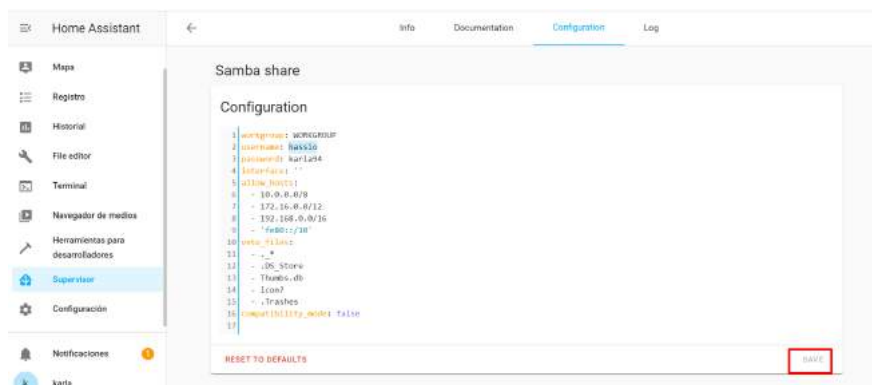 Home Assistant
Info Documentation Configuration Log
Mapa
Registro
Historial
File editor
Terminal
Navegador de medios
Herramientas para
desarrolladores
Supervisor
Configuración
Notificaciones 1
k karla
Samba share
Configuration
1 workgroup: WORKGROUP
2 username: hassio
3 password: karla94
4 interface: ''
5 allow_hosts:
6 - 10.0.0.0/8
7 - 172.16.0.0/12
8 - 192.168.0.0/16
9 - 'fe80::/10'
10 veto_files:
11 - ._*
12 - .DS_Store
13 - Thumbs.db
14 - Icon?
15 - .Trashes
16 compatibility_mode: false
17
RESET TO DEFAULTS SAVE